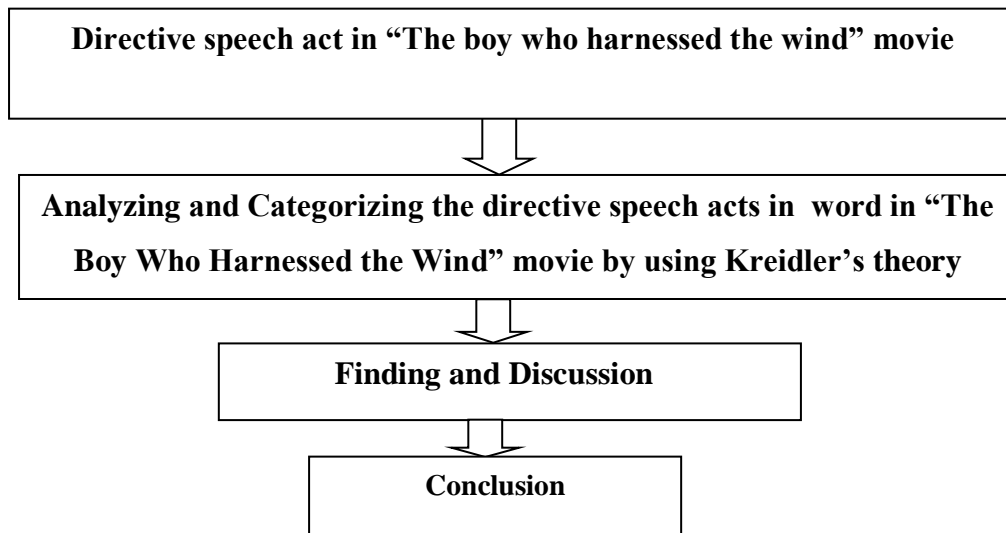 Directive speech act in “The boy who harnessed the wind” movie
Analyzing and Categorizing the directive speech acts in word in “The
Boy Who Harnessed the Wind” movie by using Kreidler’s theory
Finding and Discussion
Conclusion